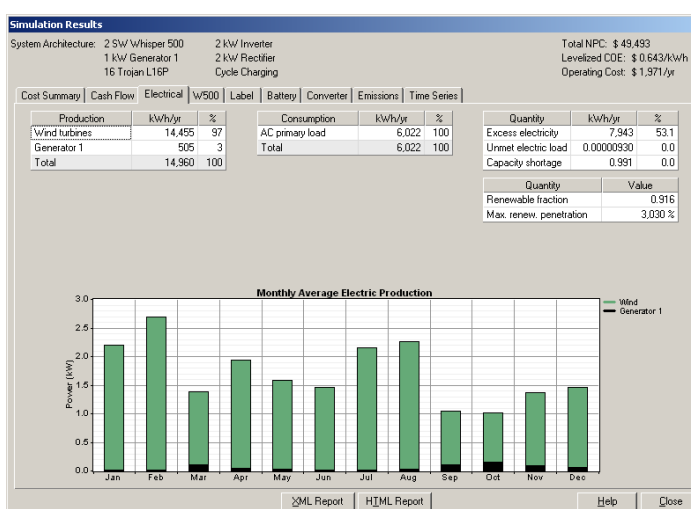 Simulation Results
System Architecture: 2 SW Whisper 500 2 kW Inverter Total NPC: $ 49,493
1 kW Generator 1 2 kW Rectifier Levelized COE: $ 0.643/kWh
16 Trojan L16P Cycle Charging Operating Cost: $ 1,971/yr
Cost Summary Cash Flow Electrical W500 Label Battery Converter Emissions Time Series
Production kWh/yr %
Wind turbines 14,455 97
Generator 1 505 3
Total 14,960 100
Consumption kWh/yr %
AC primary load 6,022 100
Total 6,022 100
Quantity kWh/yr %
Excess electricity 7,943 53.1
Unmet electric load 0.00000930 0.0
Capacity shortage 0.991 0.0
Quantity Value
Renewable fraction 0.916
Max. renew. penetration 3,030 %
Monthly Average Electric Production
Power (kW)
3.0
2.5
2.0
1.5
1.0
0.5
0.0
Jan Feb Mar Apr May Jun Jul Aug Sep Oct Nov Dec
Wind
Generator 1
XML Report HTML Report Help Close